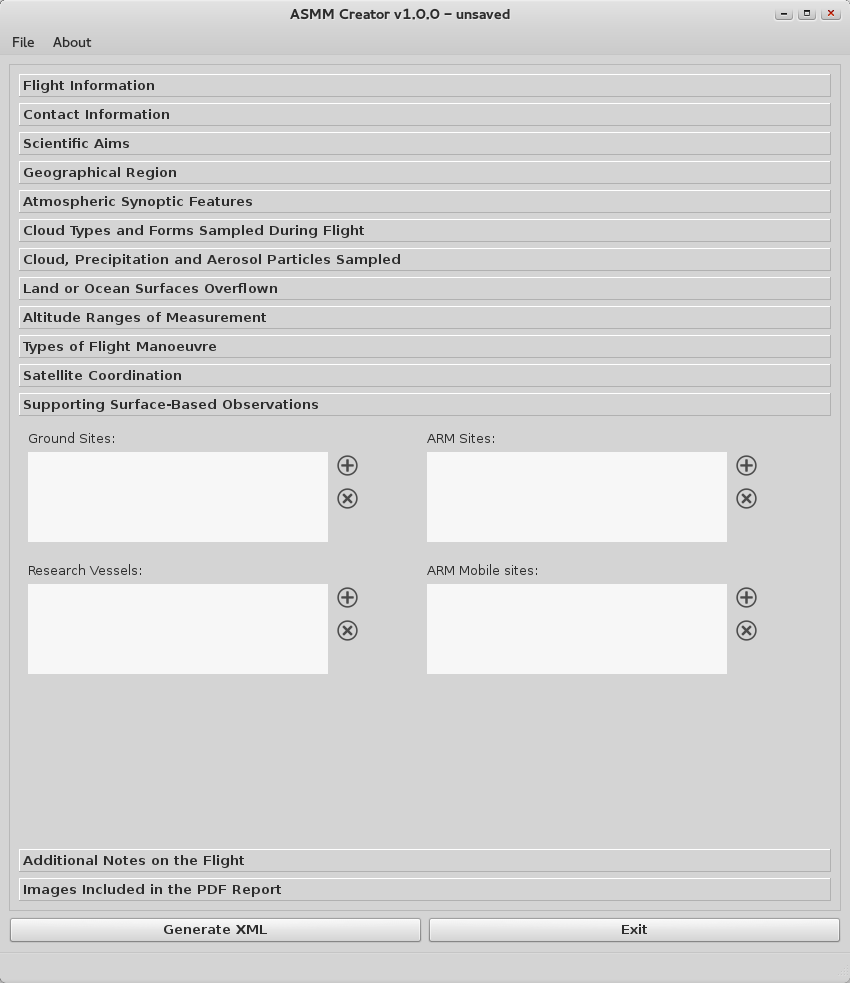 ASMM Creator v1.0.0 – unsaved
File About
Flight Information
Contact Information
Scientific Aims
Geographical Region
Atmospheric Synoptic Features
Cloud Types and Forms Sampled During Flight
Cloud, Precipitation and Aerosol Particles Sampled
Land or Ocean Surfaces Overflown
Altitude Ranges of Measurement
Types of Flight Manoeuvre
Satellite Coordination
Supporting Surface-Based Observations
Ground Sites: ARM Sites:
Research Vessels: ARM Mobile sites:
Additional Notes on the Flight
Images Included in the PDF Report
Generate XML Exit